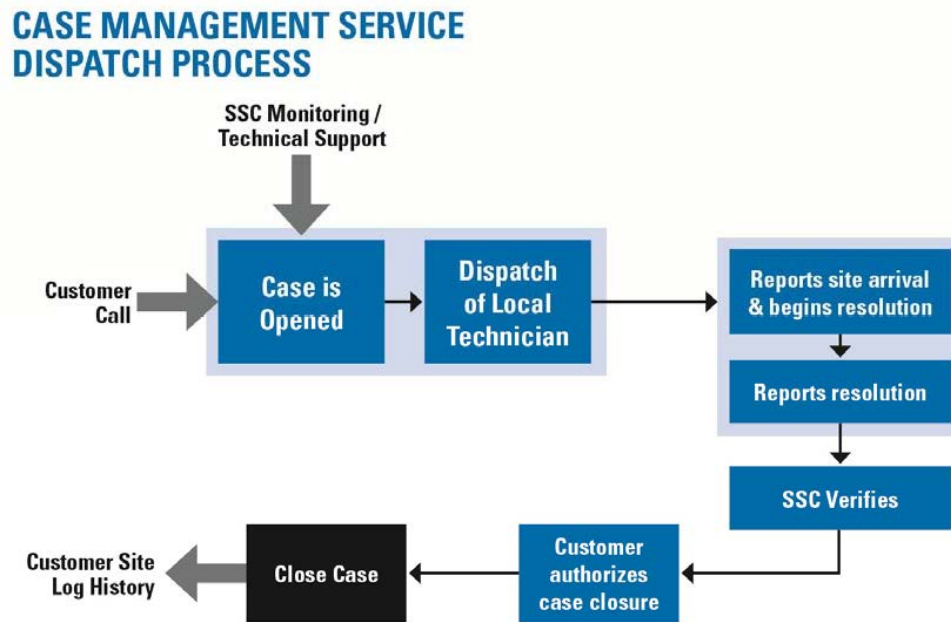 CASE MANAGEMENT SERVICE
DISPATCH PROCESS
SSC Monitoring /
Technical Support
Customer
Call
Case is
Opened
Dispatch
of Local
Technician
Reports site arrival
& begins resolution
Reports resolution
SSC Verifies
Customer
authorizes
case closure
Close Case
Customer Site
Log History